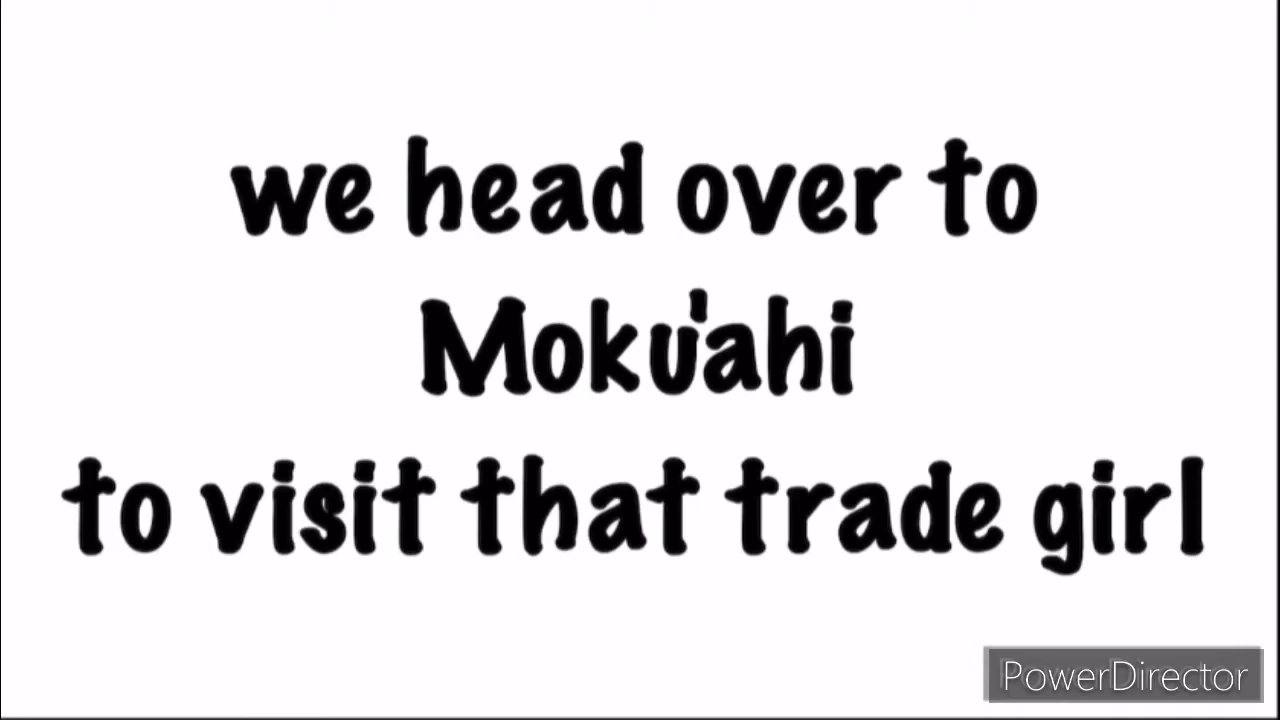 we head over to
Moku'ahi
to visit that trade girl
PowerDirector